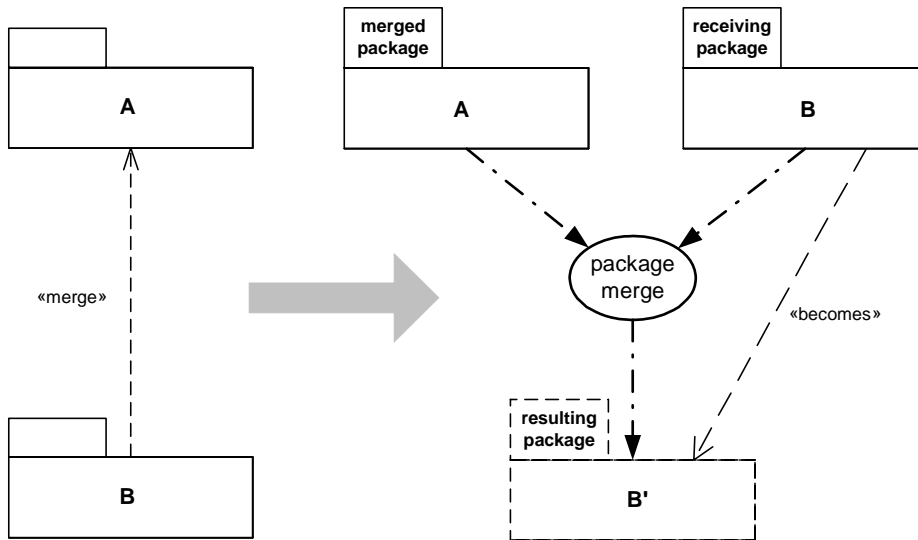 A
«merge»
B
merged
package
A
receiving
package
B
package
merge
«becomes»
resulting
package
B'